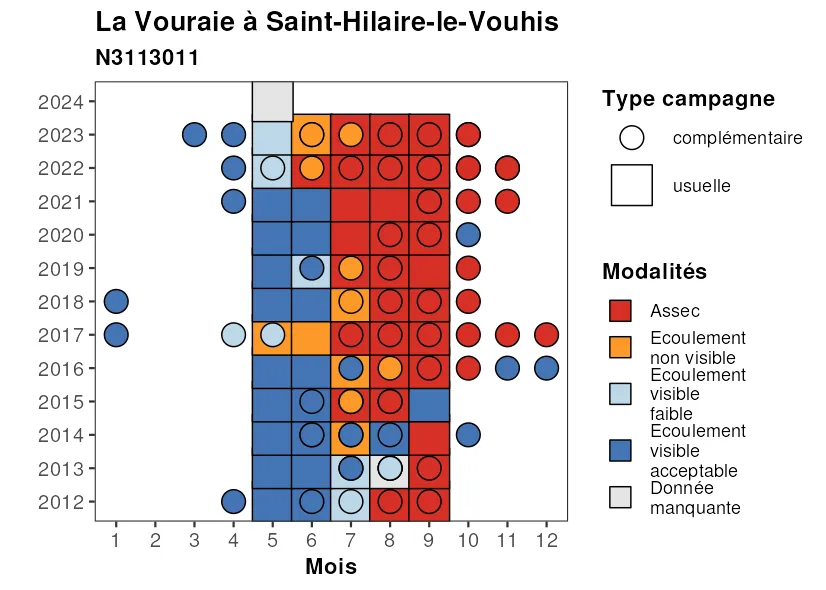 La Vouraie à Saint-Hilaire-le-Vouhis
N3113011
2024
2023
2022
2021
2020
2019
2018
2017
2016
2015
2014
2013
2012
1 2 3 4 5 6 7 8 9 10 11 12
Mois
Type campagne
complémentaire
usuelle
Modalités
Assec
Ecoulement
non visible
Ecoulement
visible
faible
Ecoulement
visible
acceptable
Donnée
manquante